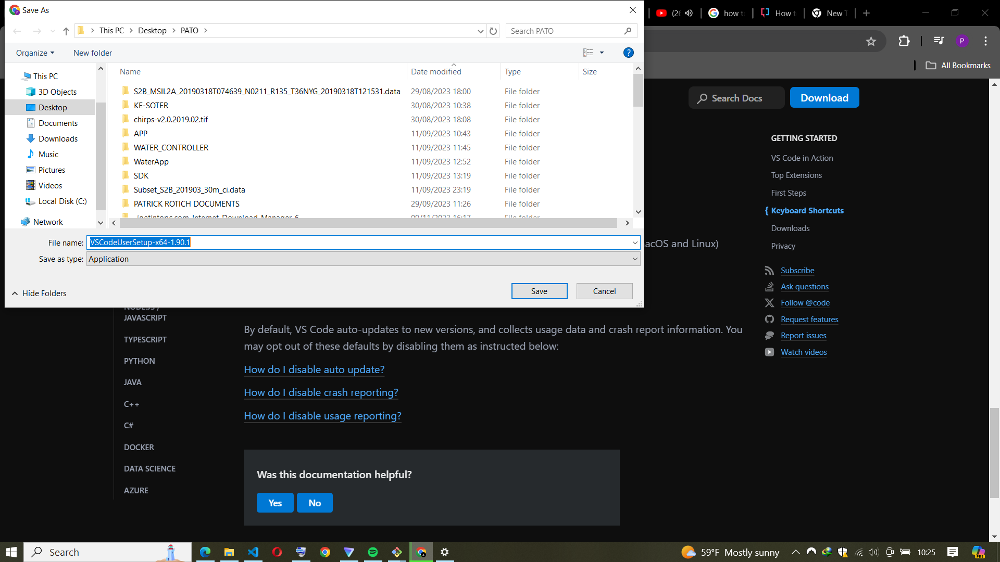 Save As
This PC > Desktop > PATO >
Search PATO
Organize
New folder
This PC
3D Objects
Desktop
Documents
Downloads
Music
Pictures
Videos
Local Disk (C:)
Network
Name Date modified Type Size
S2B_MSIL2A_20190318T074639_N0211_R135_T36NYG_20190318T121531.data 29/08/2023 18:00 File folder
KE-SOTER 30/08/2023 10:38 File folder
chirps-v2.0.2019.02.tif 30/08/2023 18:08 File folder
APP 11/09/2023 10:43 File folder
WATER_CONTROLLER 11/09/2023 11:45 File folder
WaterApp 11/09/2023 12:52 File folder
SDK 11/09/2023 13:19 File folder
Subset_S2B_201903_30m_ci.data 11/09/2023 23:19 File folder
PATRICK ROTICH DOCUMENTS 29/09/2023 11:26 File folder
File name: VSCodeUserSetup-x64-1.90.1
Save as type: Application
Hide Folders
Save
Cancel
(26
how to
How t
New T
P
All Bookmarks
Search Docs
Download
GETTING STARTED
VS Code in Action
Top Extensions
First Steps
{ Keyboard Shortcuts
Downloads
Privacy
Subscribe
Ask questions
Follow @code
Request features
Report issues
Watch videos
acOS and Linux)
NODE.JS /
JAVASCRIPT
TYPESCRIPT
PYTHON
JAVA
C++
C#
DOCKER
DATA SCIENCE
AZURE
By default, VS Code auto-updates to new versions, and collects usage data and crash report information. You
may opt out of these defaults by disabling them as instructed below:
How do I disable auto update?
How do I disable crash reporting?
How do I disable usage reporting?
Was this documentation helpful?
Yes
No
Search
59°F Mostly sunny
10:25
PRE